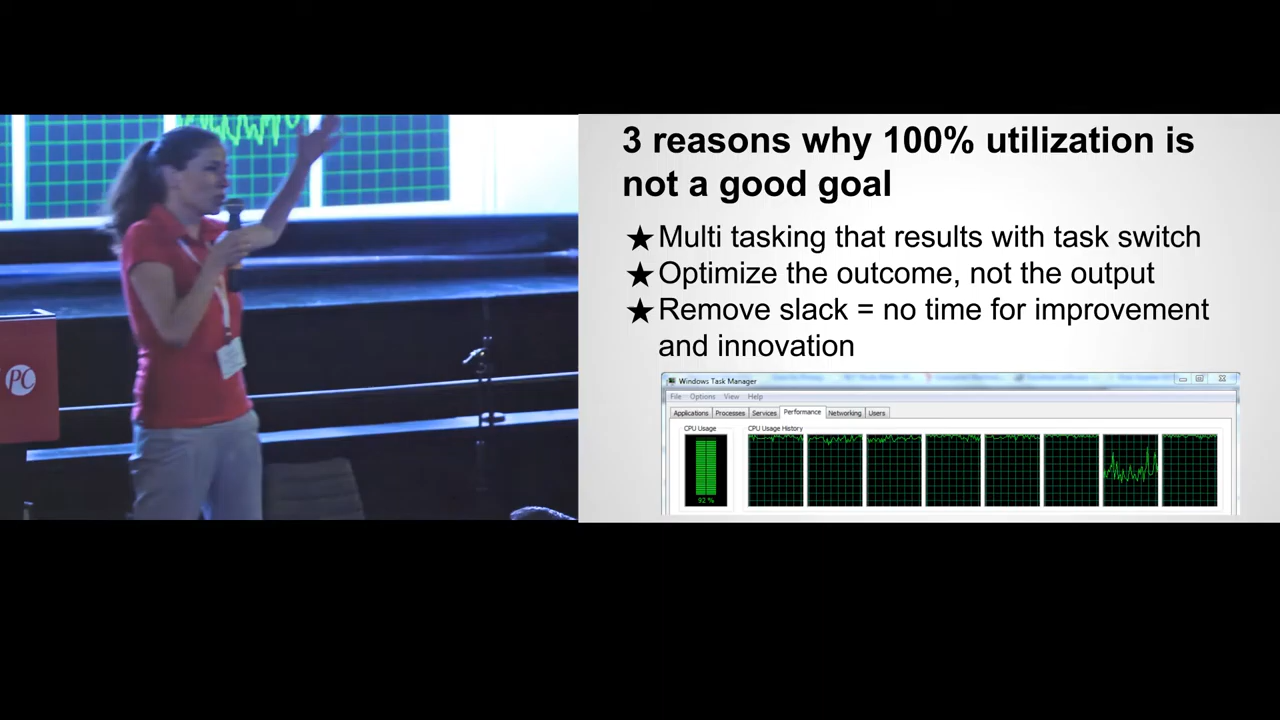 PC
3 reasons why 100% utilization is
not a good goal
★Multi tasking that results with task switch
★Optimize the outcome, not the output
★Remove slack = no time for improvement
and innovation
Windows Task Manager
File Options View Help
Applications Processes Services Performance Networking Users
CPU Usage CPU Usage History
92 %